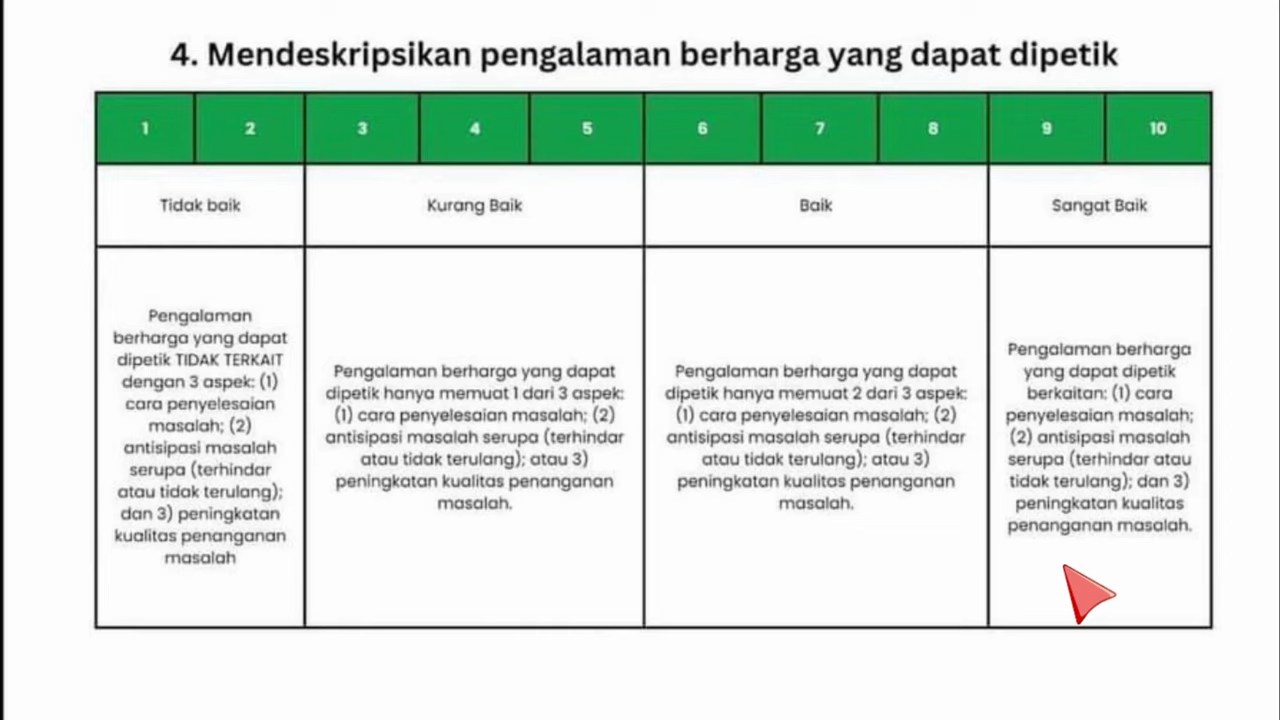 4. Mendeskripsikan pengalaman berharga yang dapat dipetik
1 2 3 4 5 6 7 8 9 10
Tidak baik
Kurang Baik
Baik
Sangat Baik
Pengalaman
berharga yang dapat
dipetik TIDAK TERKAIT
dengan 3 aspek: (1)
cara penyelesaian
masalah; (2)
antisipasi masalah
serupa (terhindar
atau tidak terulang);
dan 3) peningkatan
kualitas penanganan
masalah
Pengalaman berharga yang dapat
dipetik hanya memuat 1 dari 3 aspek:
(1) cara penyelesaian masalah; (2)
antisipasi masalah serupa (terhindar
atau tidak terulang); atau 3)
peningkatan kualitas penanganan
masalah.
Pengalaman berharga yang dapat
dipetik hanya memuat 2 dari 3 aspek:
(1) cara penyelesaian masalah; (2)
antisipasi masalah serupa (terhindar
atau tidak terulang); atau 3)
peningkatan kualitas penanganan
masalah.
Pengalaman berharga
yang dapat dipetik
berkaitan: (1) cara
penyelesaian masalah;
(2) antisipasi masalah
serupa (terhindar atau
tidak terulang); dan 3)
peningkatan kualitas
penanganan masalah.